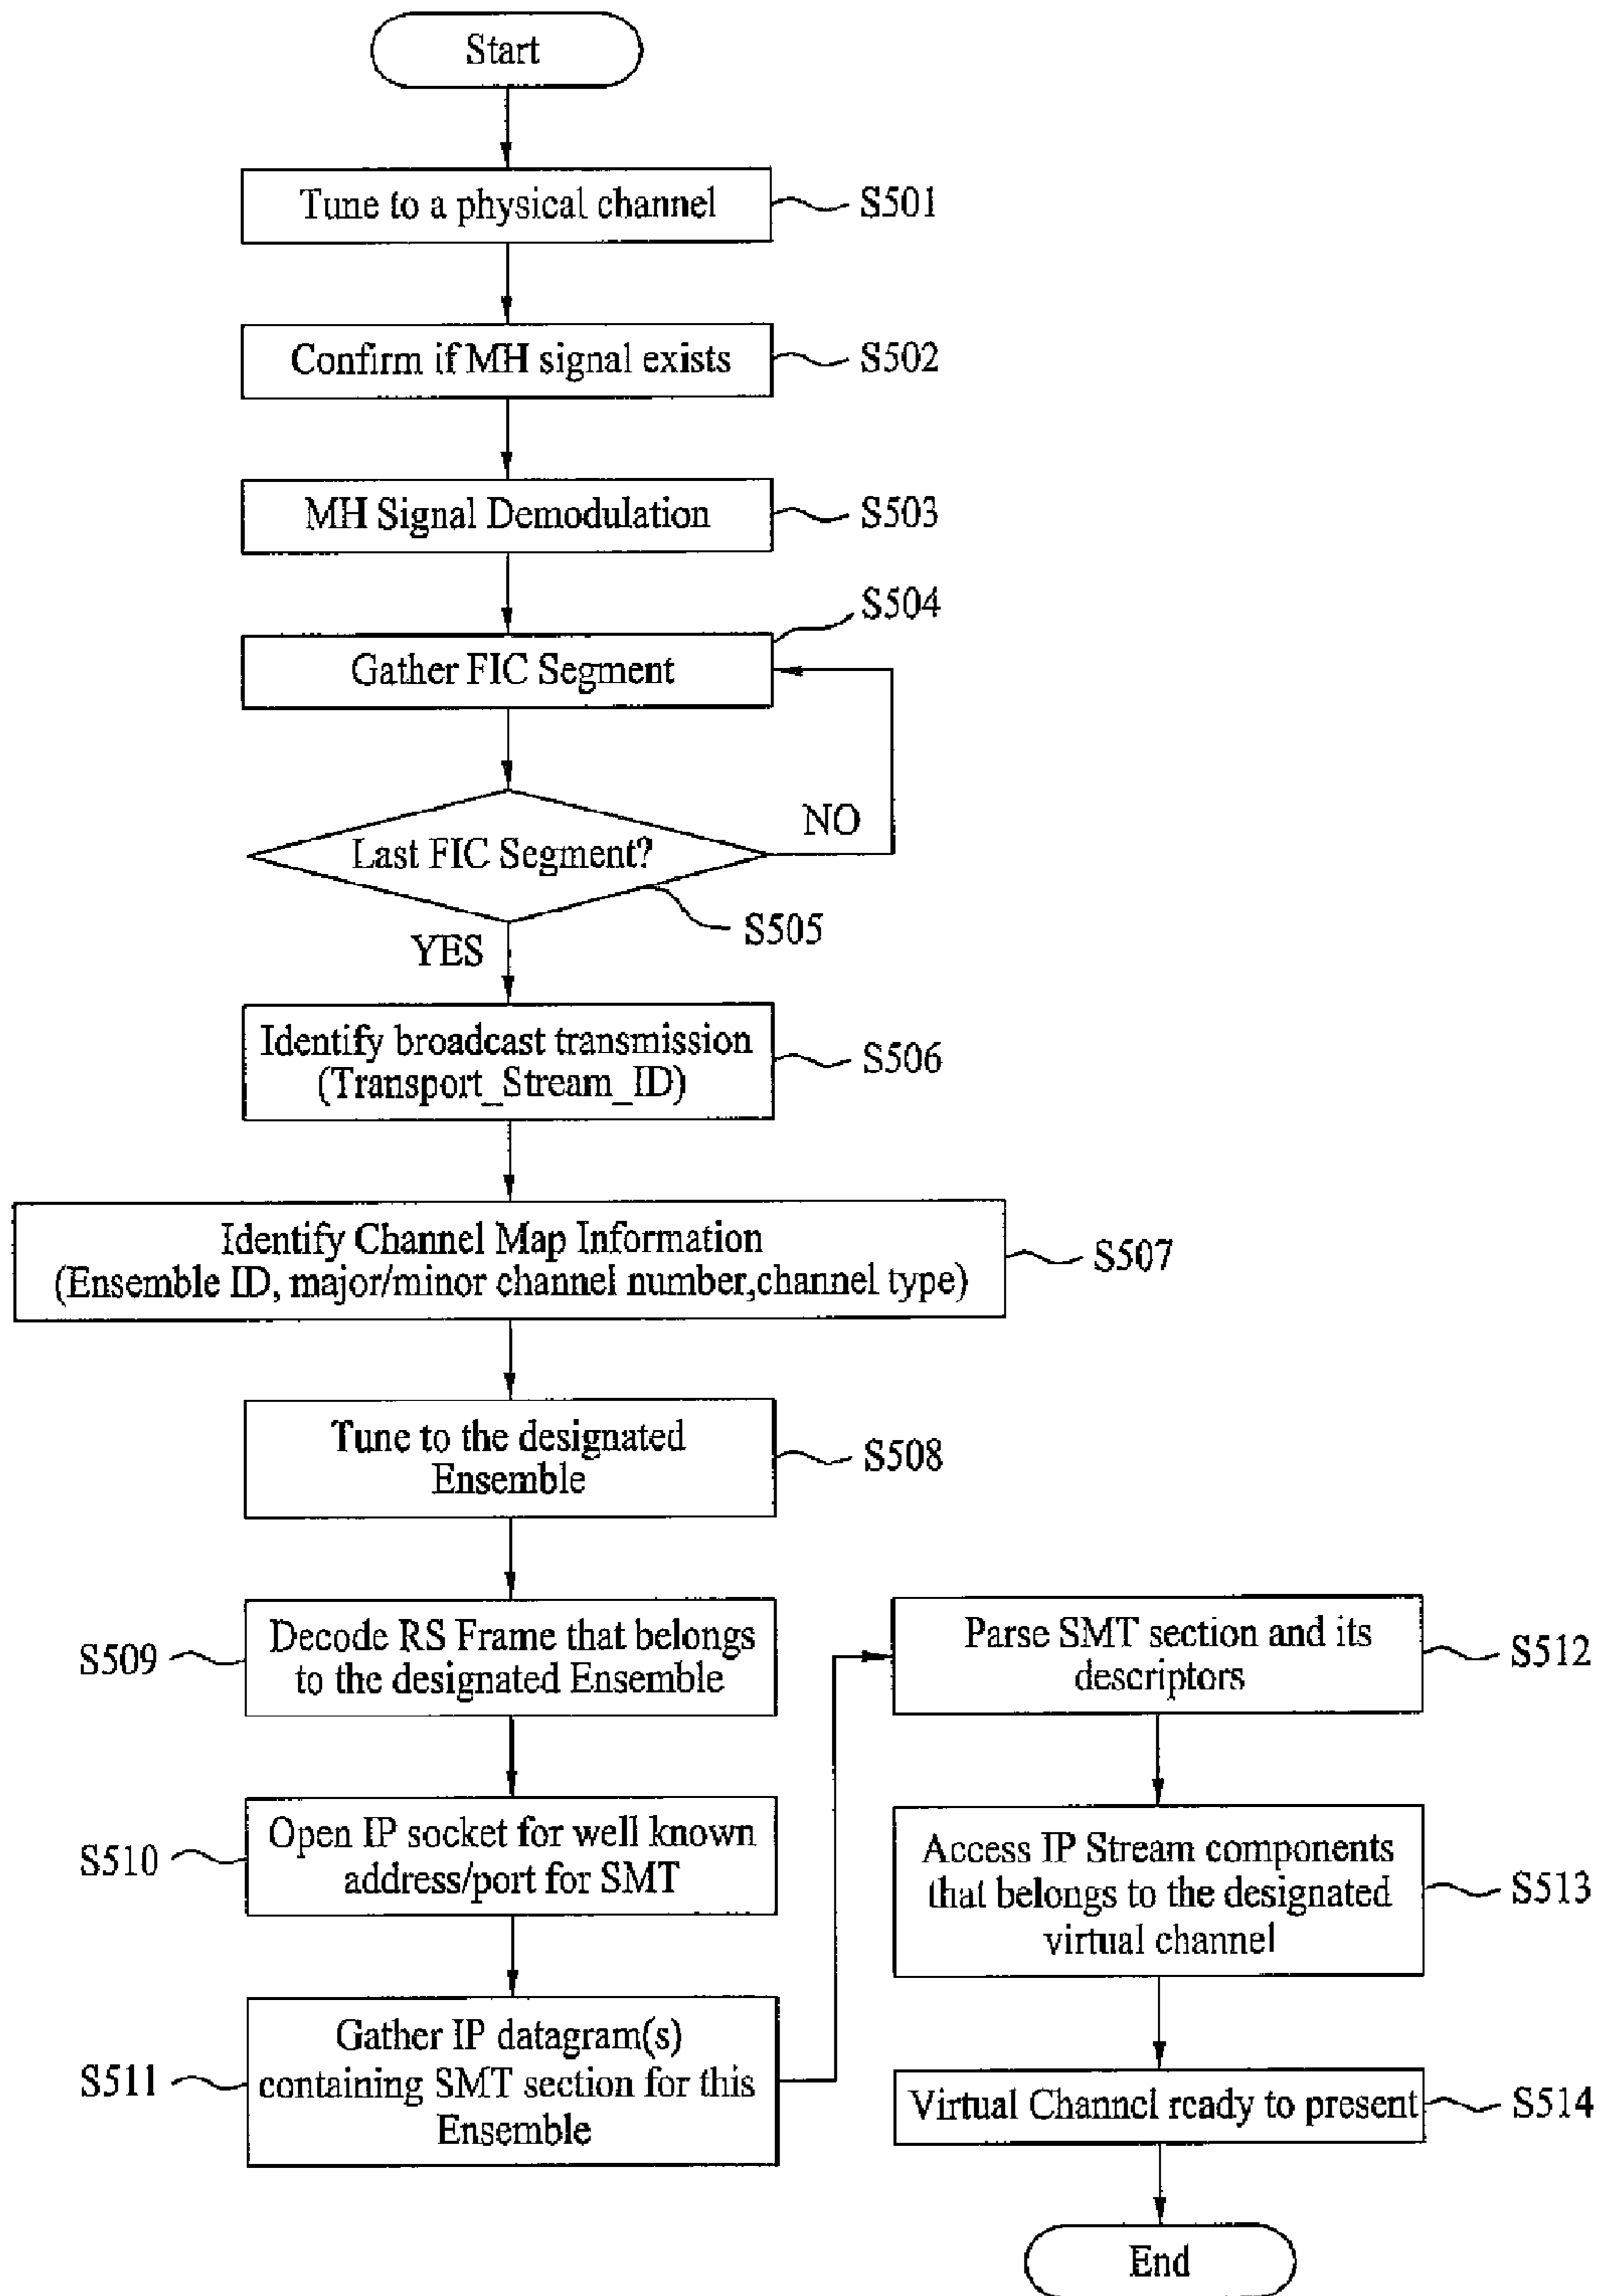 Start
Tune to a physical channel
S501
Confirm if MH signal exists
S502
MH Signal Demodulation
S503
S504
Gather FIC Segment
NO
Last FIC Segment?
S505
YES
Identify broadcast transmission
(Transport_Stream_ID)
S506
Identify Channel Map Information
(Ensemble ID, major/minor channel number,channel type)
S507
Tune to the designated
Ensemble
S508
S509
Decode RS Frame that belongs
to the designated Ensemble
S510
Open IP socket for well known
address/port for SMT
S511
Gather IP datagram(s)
containing SMT section for this
Ensemble
Parse SMT section and its
descriptors
S512
Access IP Stream components
that belongs to the designated
virtual channel
S513
Virtual Channel ready to present
S514
End